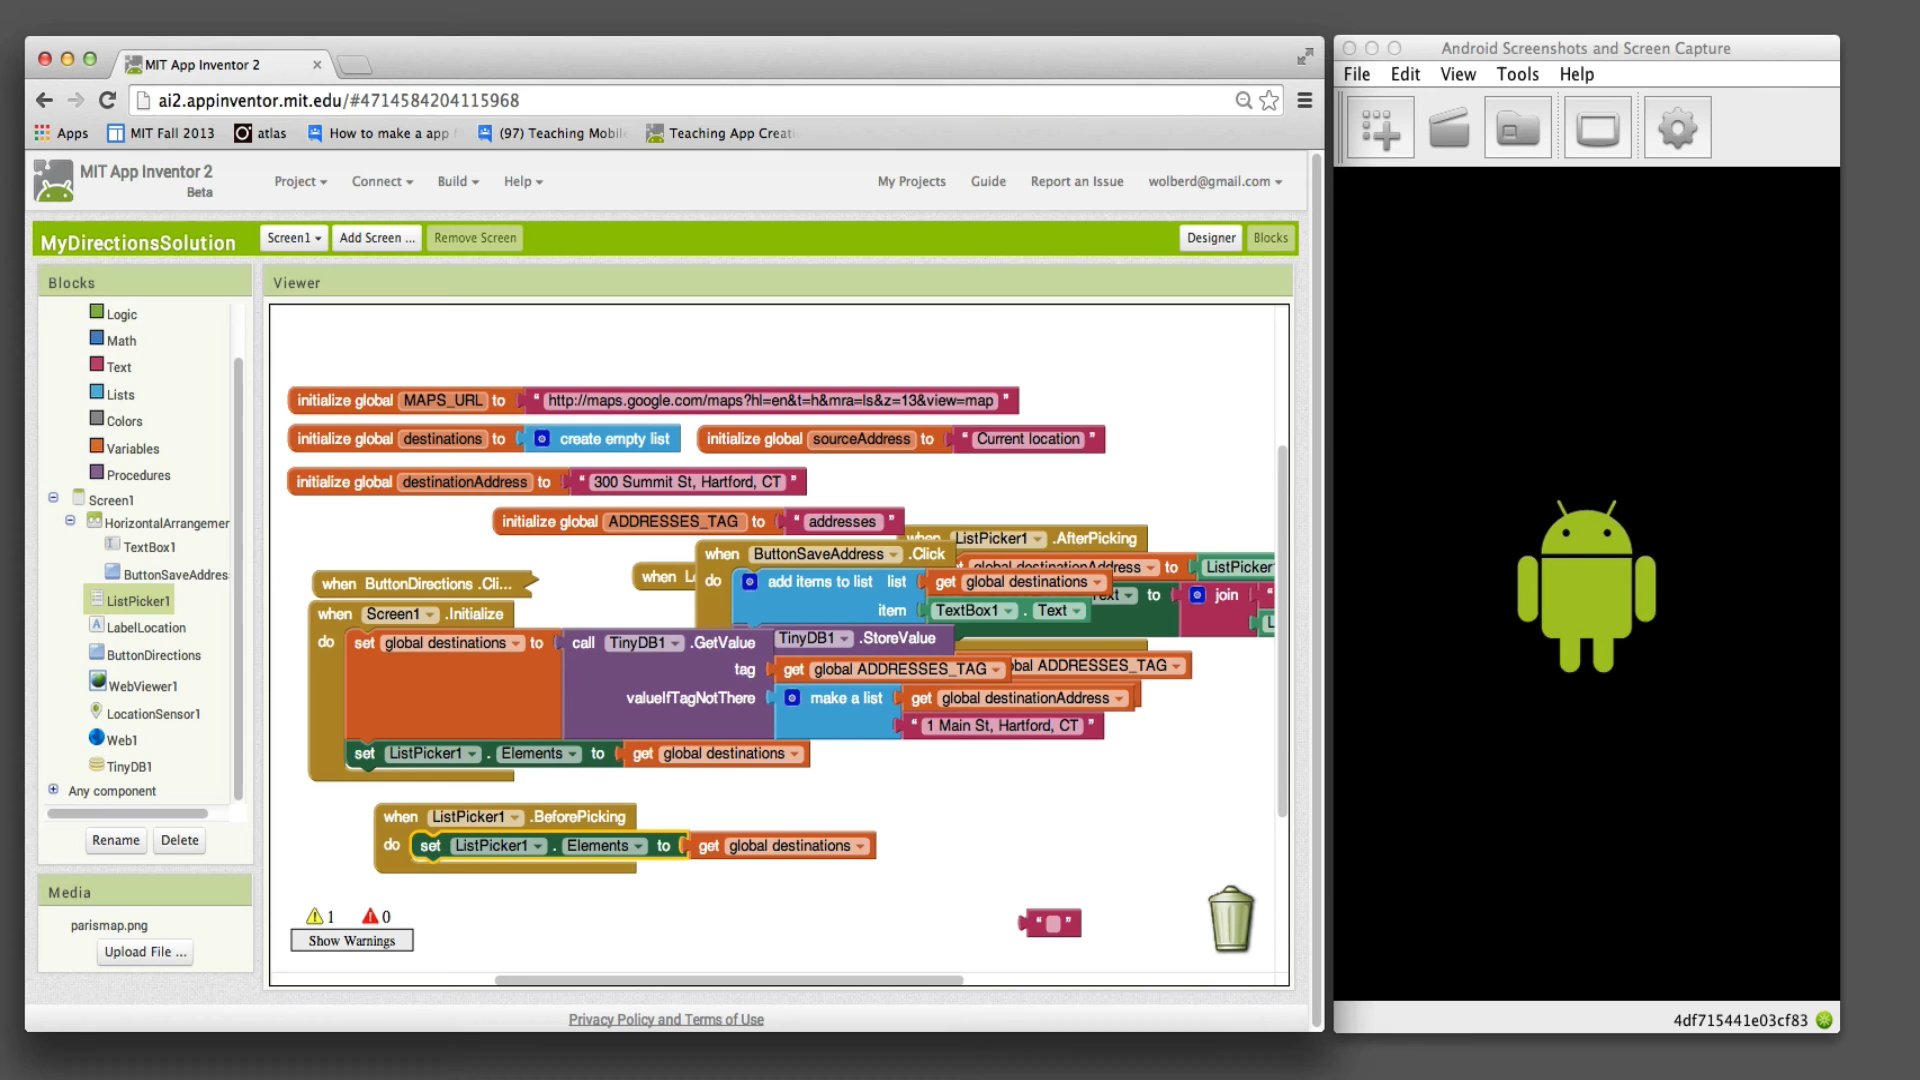 MIT App Inventor 2
ai2.appinventor.mit.edu/#4714584204115968
Apps MIT Fall 2013 atlas How to make a app (97) Teaching Mobil Teaching App Creati
MIT App Inventor 2
Beta
Project Connect Build Help My Projects Guide Report an Issue wolberd@gmail.com
MyDirectionsSolution Screen1 Add Screen ... Remove Screen Designer Blocks
Blocks
Logic
Math
Text
Lists
Colors
Variables
Procedures
Screen1
HorizontalArrangemer
TextBox1
ButtonSaveAddres
ListPicker1
LabelLocation
ButtonDirections
WebViewer1
LocationSensor1
Web1
TinyDB1
Any component
Rename Delete
Media
parismap.png
Upload File ...
Viewer
initialize global MAPS_URL to “ http://maps.google.com/maps?hl=en&t=h&mra=ls&z=13&view=map ”
initialize global destinations to create empty list initialize global sourceAddress to “ Current location ”
initialize global destinationAddress to “ 300 Summit St, Hartford, CT ”
initialize global ADDRESSES_TAG to “ addresses ”
when ListPicker1 .AfterPicking
when ButtonSaveAddress .Click
global destinationAddress to ListPicker
when ButtonDirections .Cli... when L do add items to list list get global destinations
Text to join “
item TextBox1 . Text
when Screen1 .Initialize
do set global destinations to call TinyDB1 .GetValue TinyDB1 .StoreValue
tag get global ADDRESSES_TAG bal ADDRESSES_TAG
valueIfTagNotThere make a list get global destinationAddress
“ 1 Main St, Hartford, CT ”
set ListPicker1 . Elements to get global destinations
when ListPicker1 .BeforePicking
do set ListPicker1 . Elements to get global destinations
1 0
Show Warnings
“ ”
Privacy Policy and Terms of Use
Android Screenshots and Screen Capture
File Edit View Tools Help
4df715441e03cf83